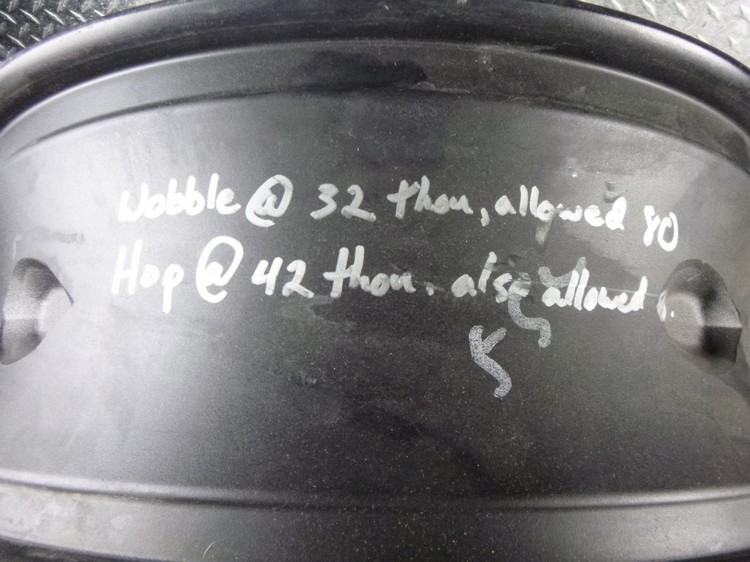 Wobble @ 32 thou, allowed 80
Hop @ 42 thou. also allowed